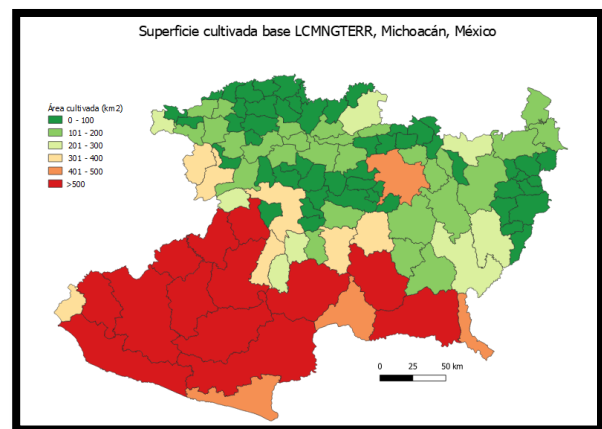 Superficie cultivada base LCMNGTERR, Michoacán, México
Área cultivada (km2)
0 - 100
101 - 200
201 - 300
301 - 400
401 - 500
>500
0 25 50 km